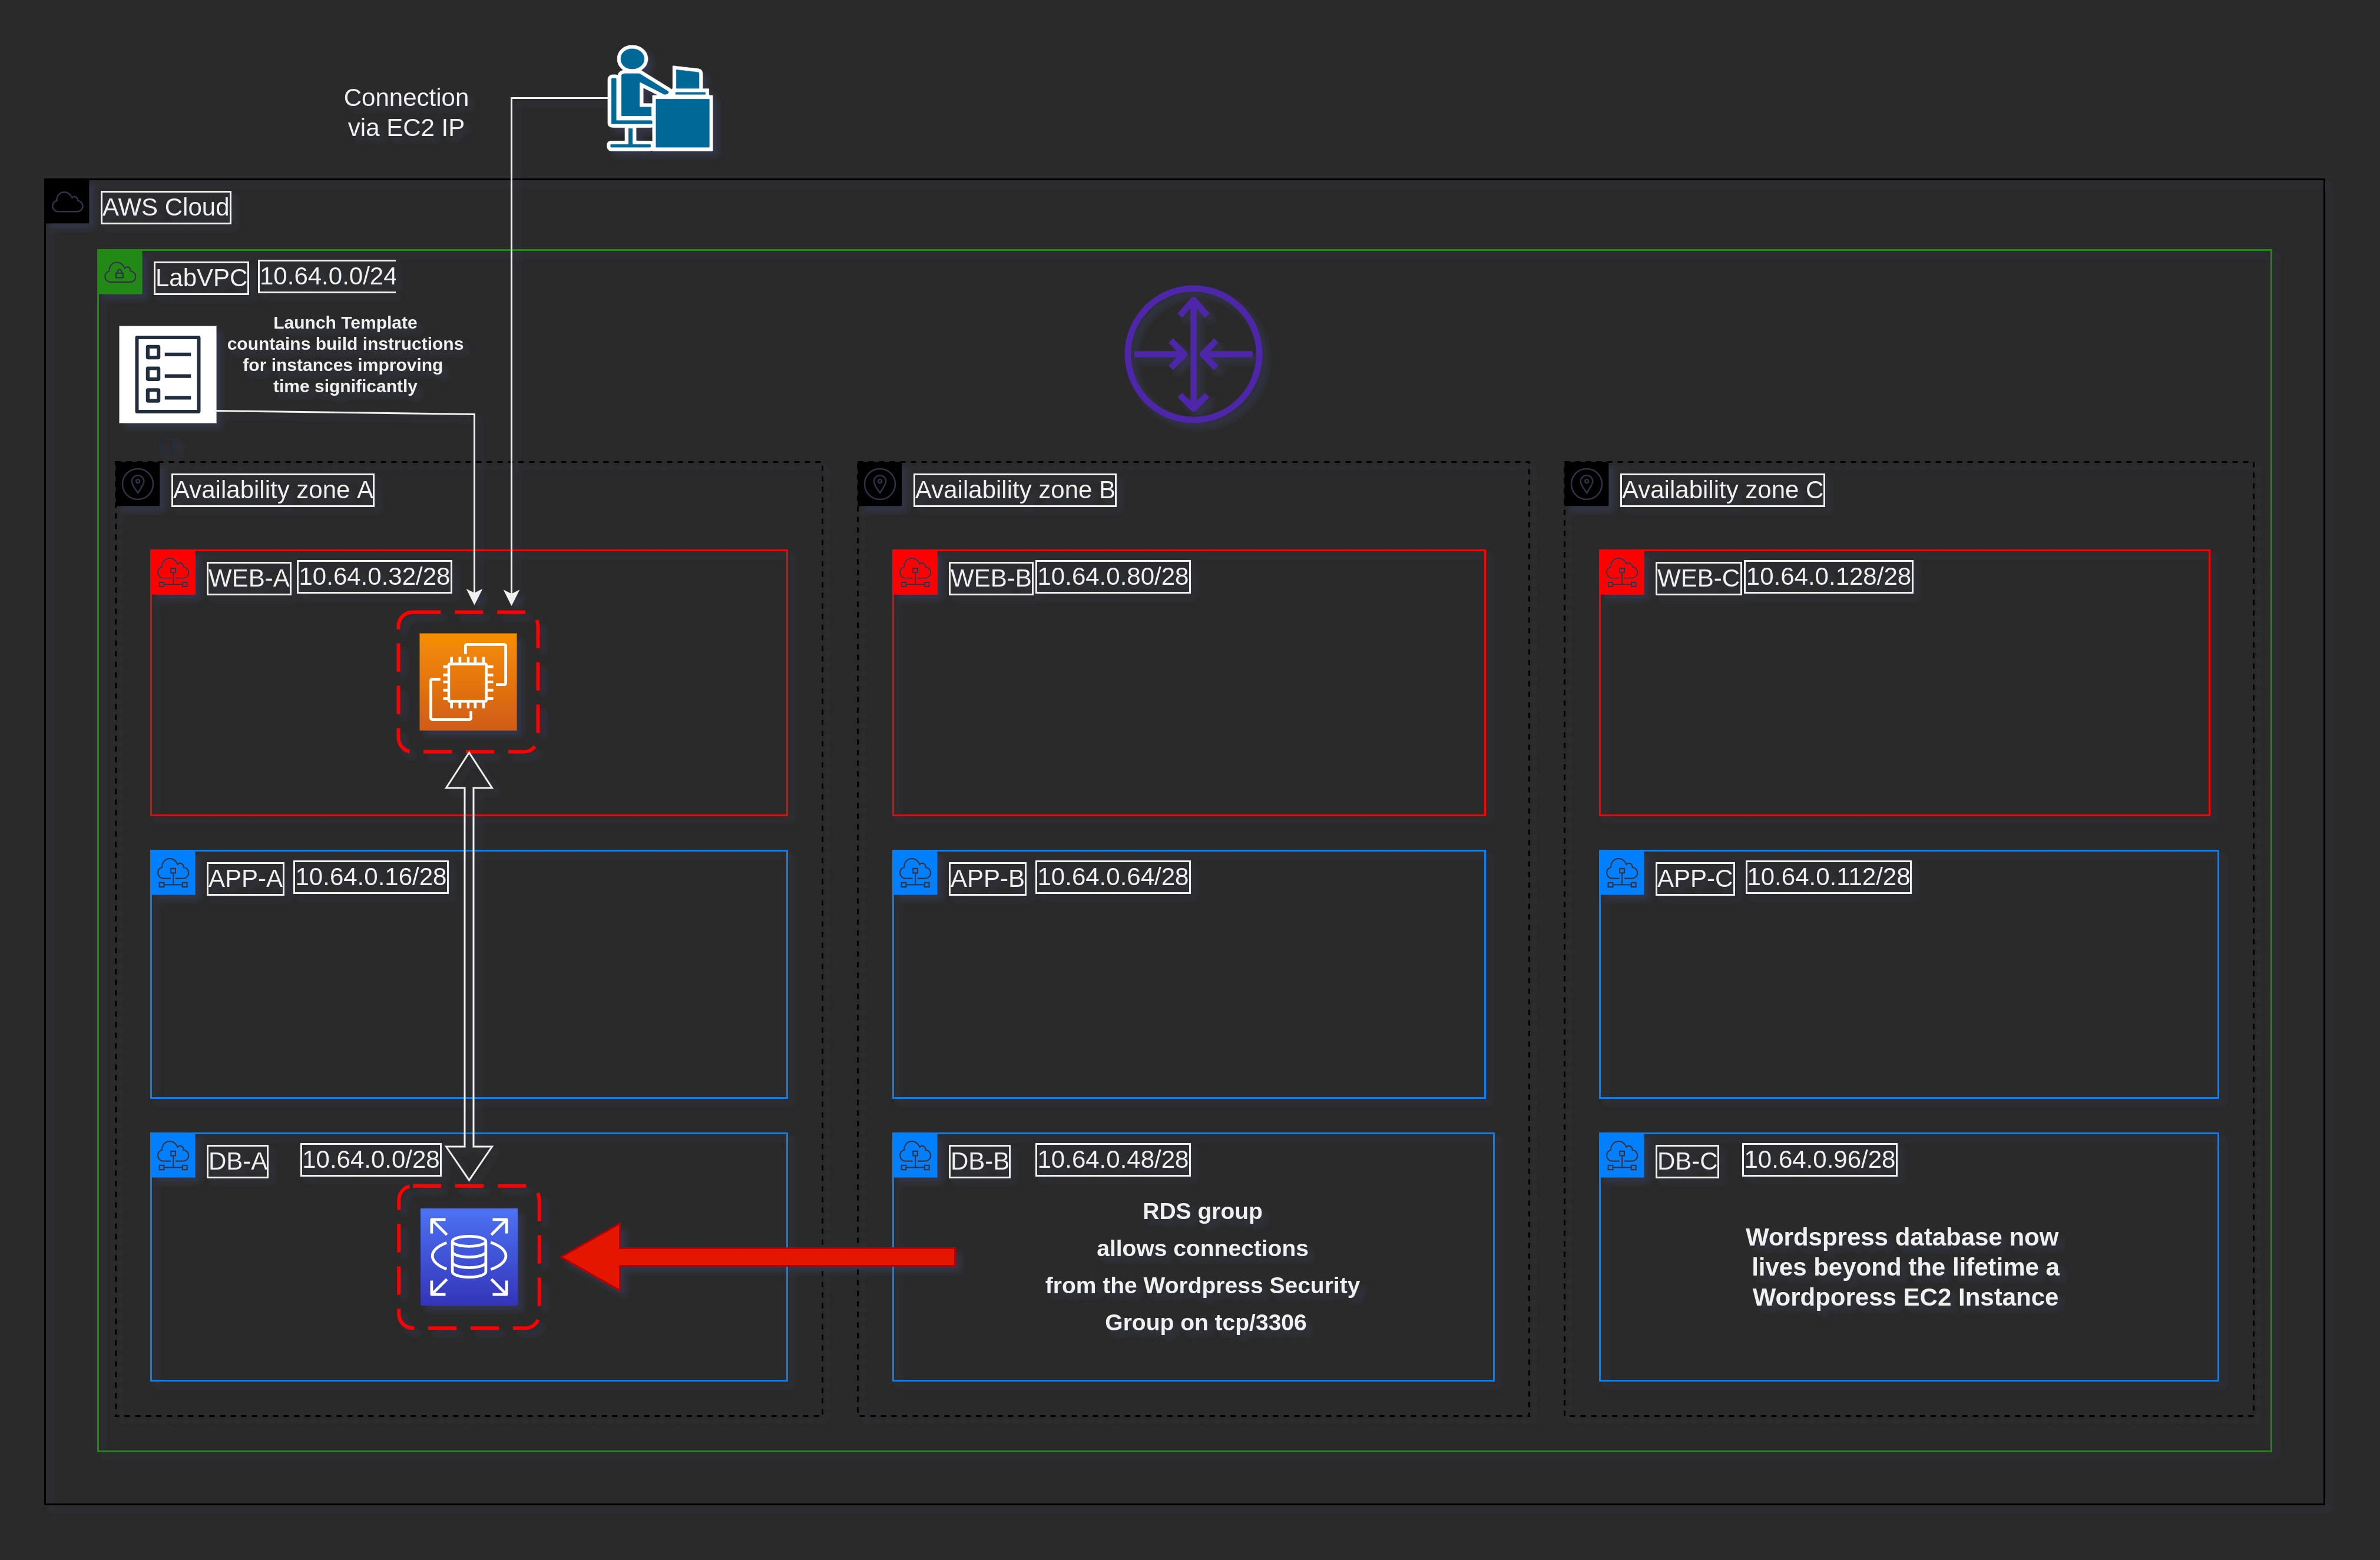 Connection
via EC2 IP
AWS Cloud
LabVPC
10.64.0.0/24
Launch Template
countains build instructions
for instances improving
time significantly
Availability zone A
Availability zone B
Availability zone C
WEB-A
10.64.0.32/28
WEB-B
10.64.0.80/28
WEB-C
10.64.0.128/28
APP-A
10.64.0.16/28
APP-B
10.64.0.64/28
APP-C
10.64.0.112/28
DB-A
10.64.0.0/28
DB-B
10.64.0.48/28
DB-C
10.64.0.96/28
RDS group
allows connections
from the Wordpress Security
Group on tcp/3306
Wordspress database now
lives beyond the lifetime a
Wordporess EC2 Instance